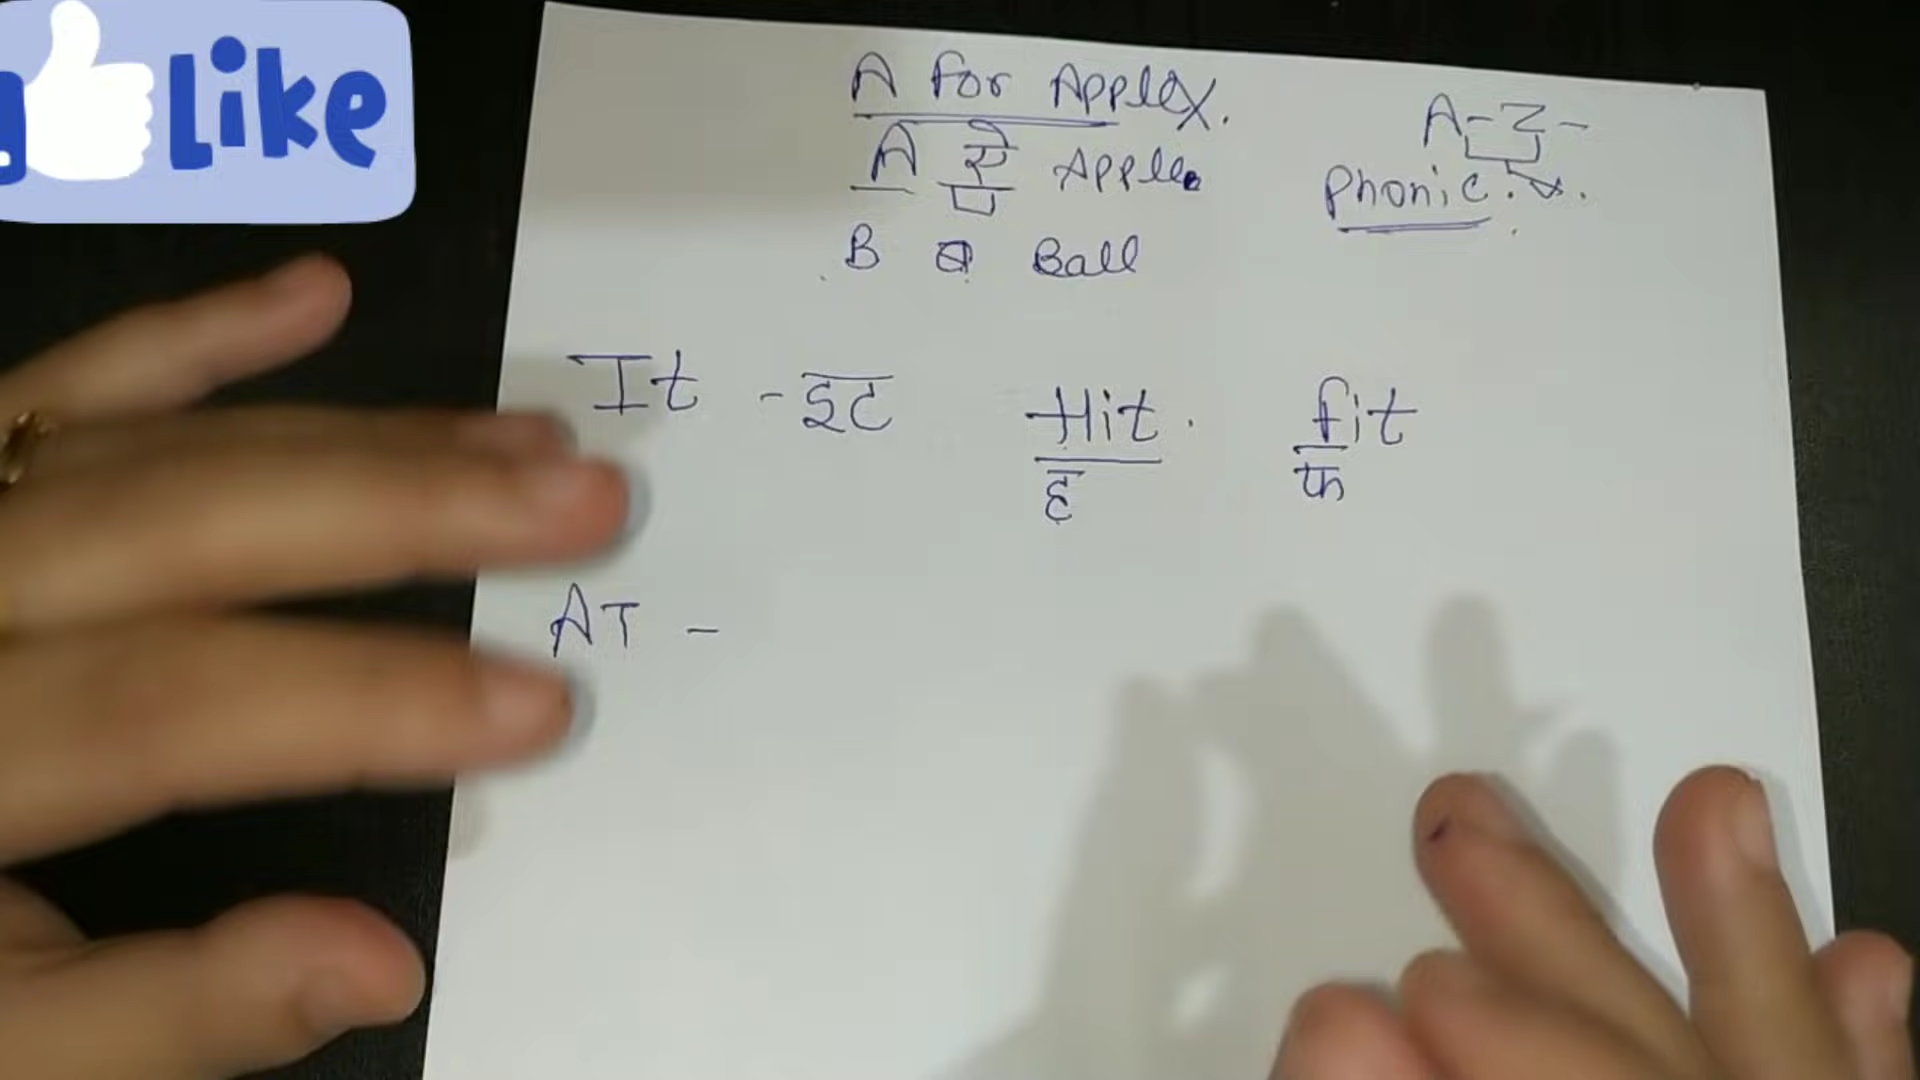 Like
A for Apple X.
A - Z -
A ऐ Apple.
Phonic.
B ब Ball
It - इट
Hit.
fit
ह
फ
AT -